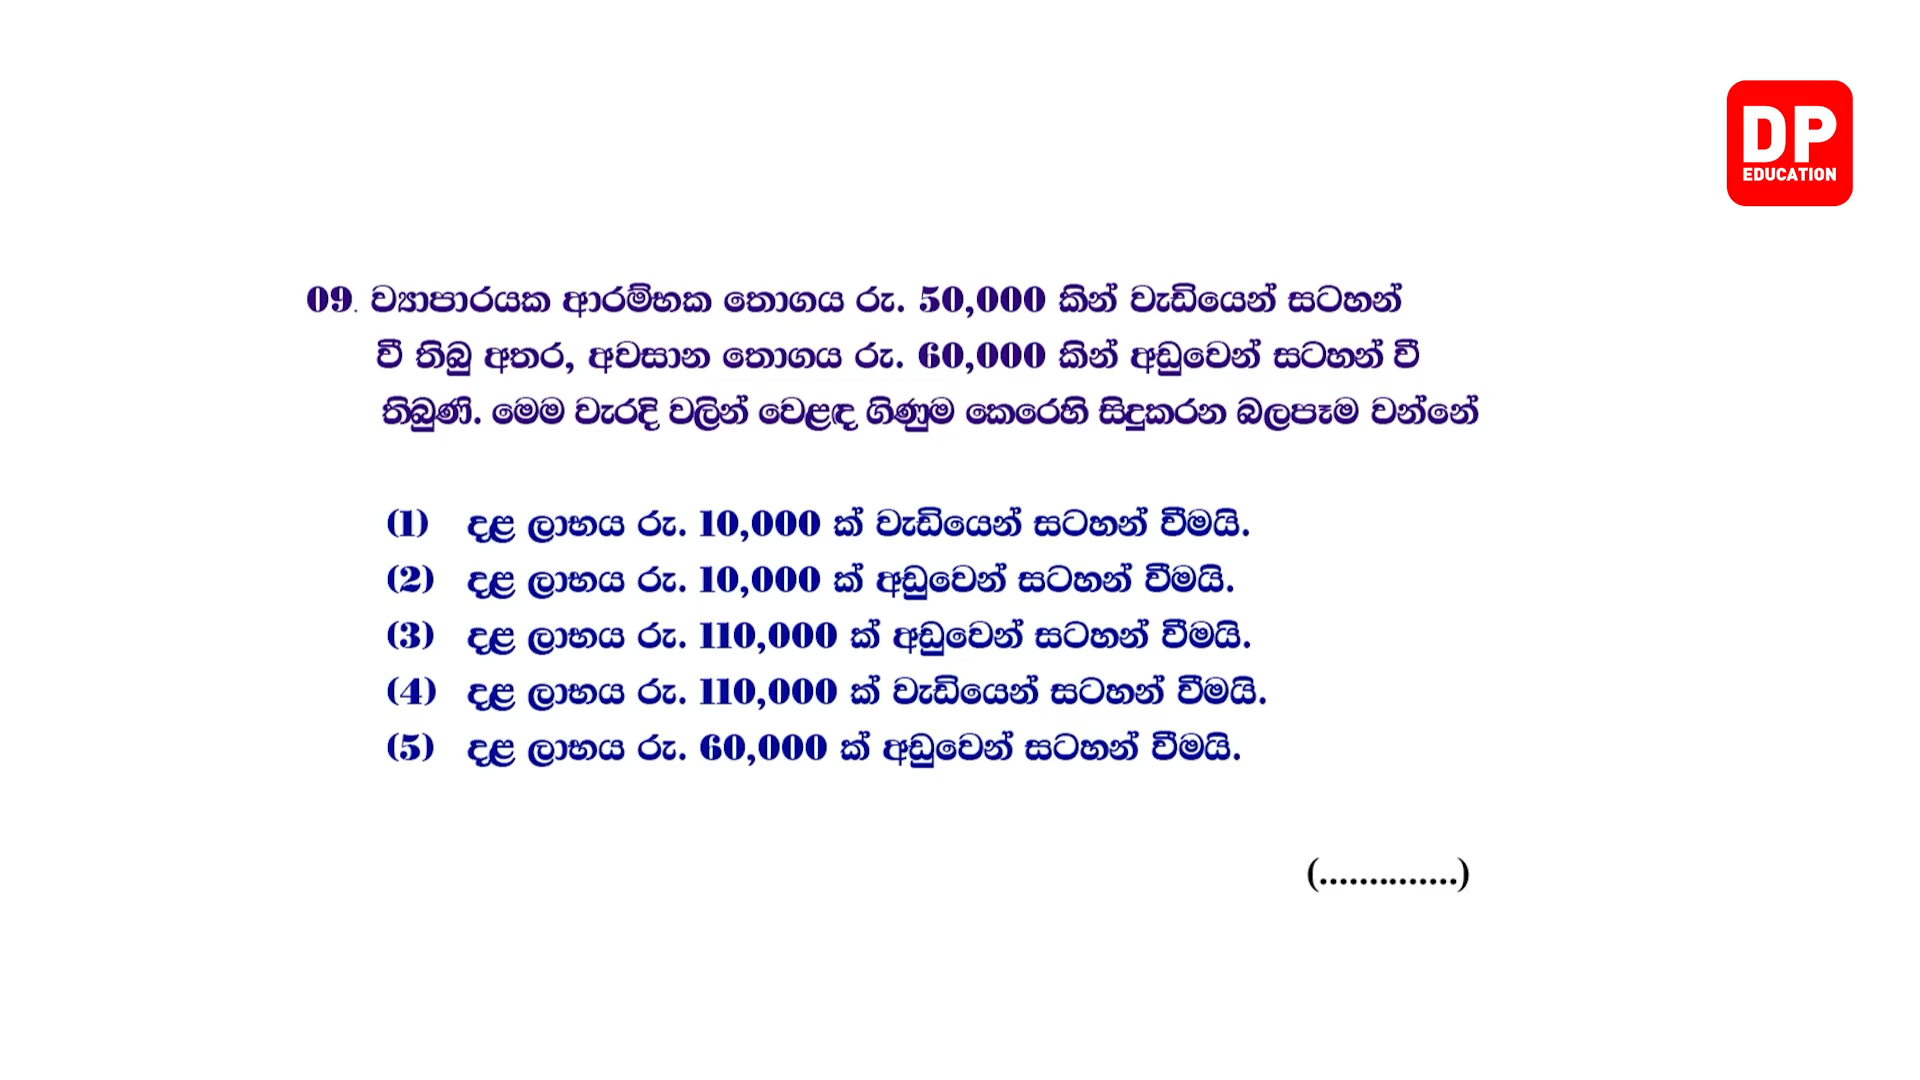 DP
EDUCATION
09. ව්‍යාපාරයක ආරම්භක තොගය රු. 50,000 කින් වැඩියෙන් සටහන්
වී තිබු අතර, අවසාන තොගය රු. 60,000 කින් අඩුවෙන් සටහන් වී
තිබුණි. මෙම වැරදි වලින් වෙළඳ ගිණුම කෙරෙහි සිදුකරන බලපෑම වන්නේ
(1) දළ ලාභය රු. 10,000 ක් වැඩියෙන් සටහන් වීමයි.
(2) දළ ලාභය රු. 10,000 ක් අඩුවෙන් සටහන් වීමයි.
(3) දළ ලාභය රු. 110,000 ක් අඩුවෙන් සටහන් වීමයි.
(4) දළ ලාභය රු. 110,000 ක් වැඩියෙන් සටහන් වීමයි.
(5) දළ ලාභය රු. 60,000 ක් අඩුවෙන් සටහන් වීමයි.
(..............)